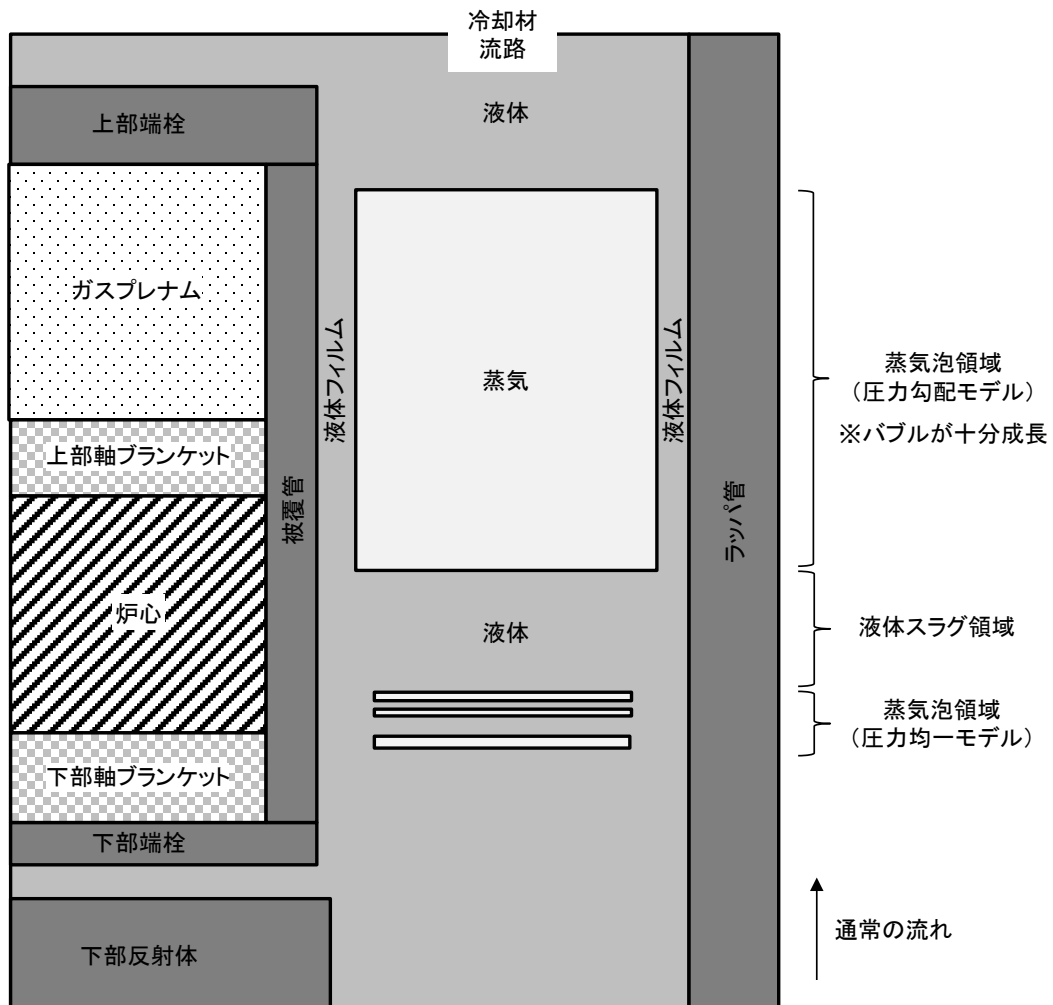 冷却材
流路
液体
上部端栓
ガスプレナム
液体フィルム
蒸気
液体フィルム
蒸気泡領域
(圧力勾配モデル)
※バブルが十分成長
上部軸ブランケット
被覆管
ラッパ管
炉心
液体
液体スラグ領域
蒸気泡領域
(圧力均一モデル)
下部軸ブランケット
下部端栓
通常の流れ
下部反射体